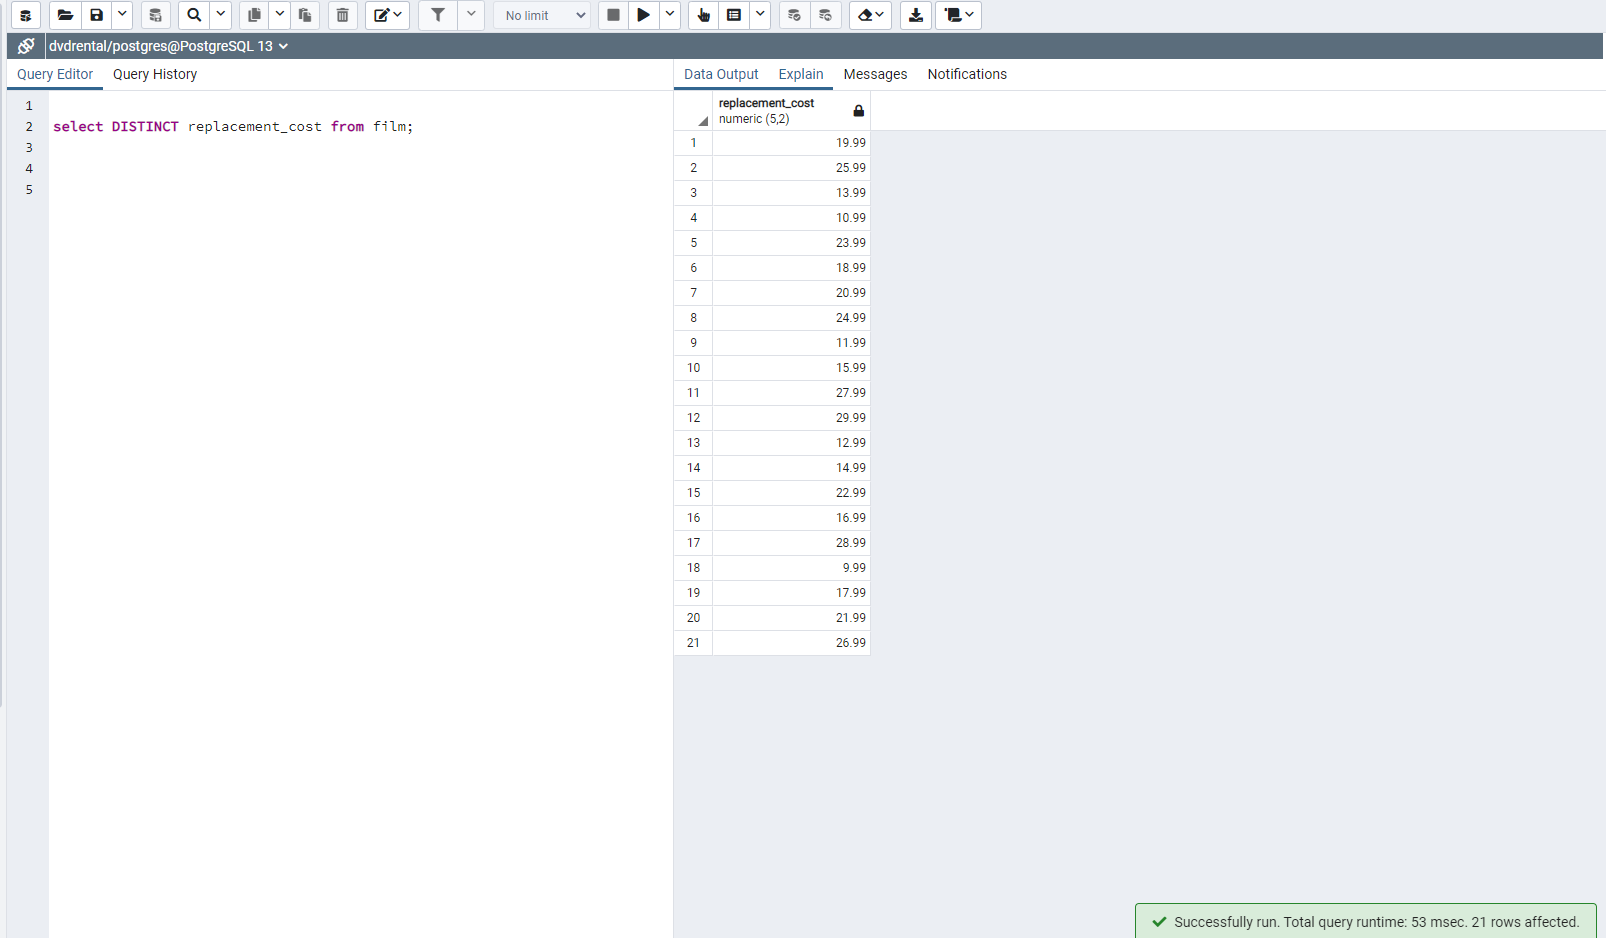 No limit
dvdrental/postgres@PostgreSQL 13
Query Editor
Query History
1
2 select DISTINCT replacement_cost from film;
3
4
5
Data Output
Explain
Messages
Notifications
replacement_cost
numeric (5,2)
1 19.99
2 25.99
3 13.99
4 10.99
5 23.99
6 18.99
7 20.99
8 24.99
9 11.99
10 15.99
11 27.99
12 29.99
13 12.99
14 14.99
15 22.99
16 16.99
17 28.99
18 9.99
19 17.99
20 21.99
21 26.99
Successfully run. Total query runtime: 53 msec. 21 rows affected.